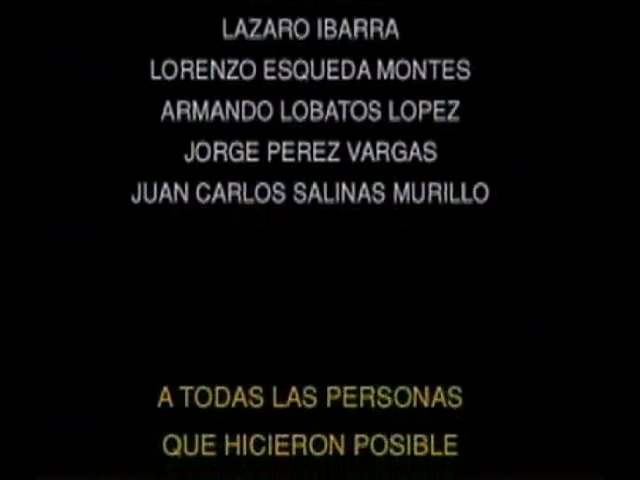 LAZARO IBARRA
LORENZO ESQUEDA MONTES
ARMANDO LOBATOS LOPEZ
JORGE PEREZ VARGAS
JUAN CARLOS SALINAS MURILLO
A TODAS LAS PERSONAS
QUE HICIERON POSIBLE